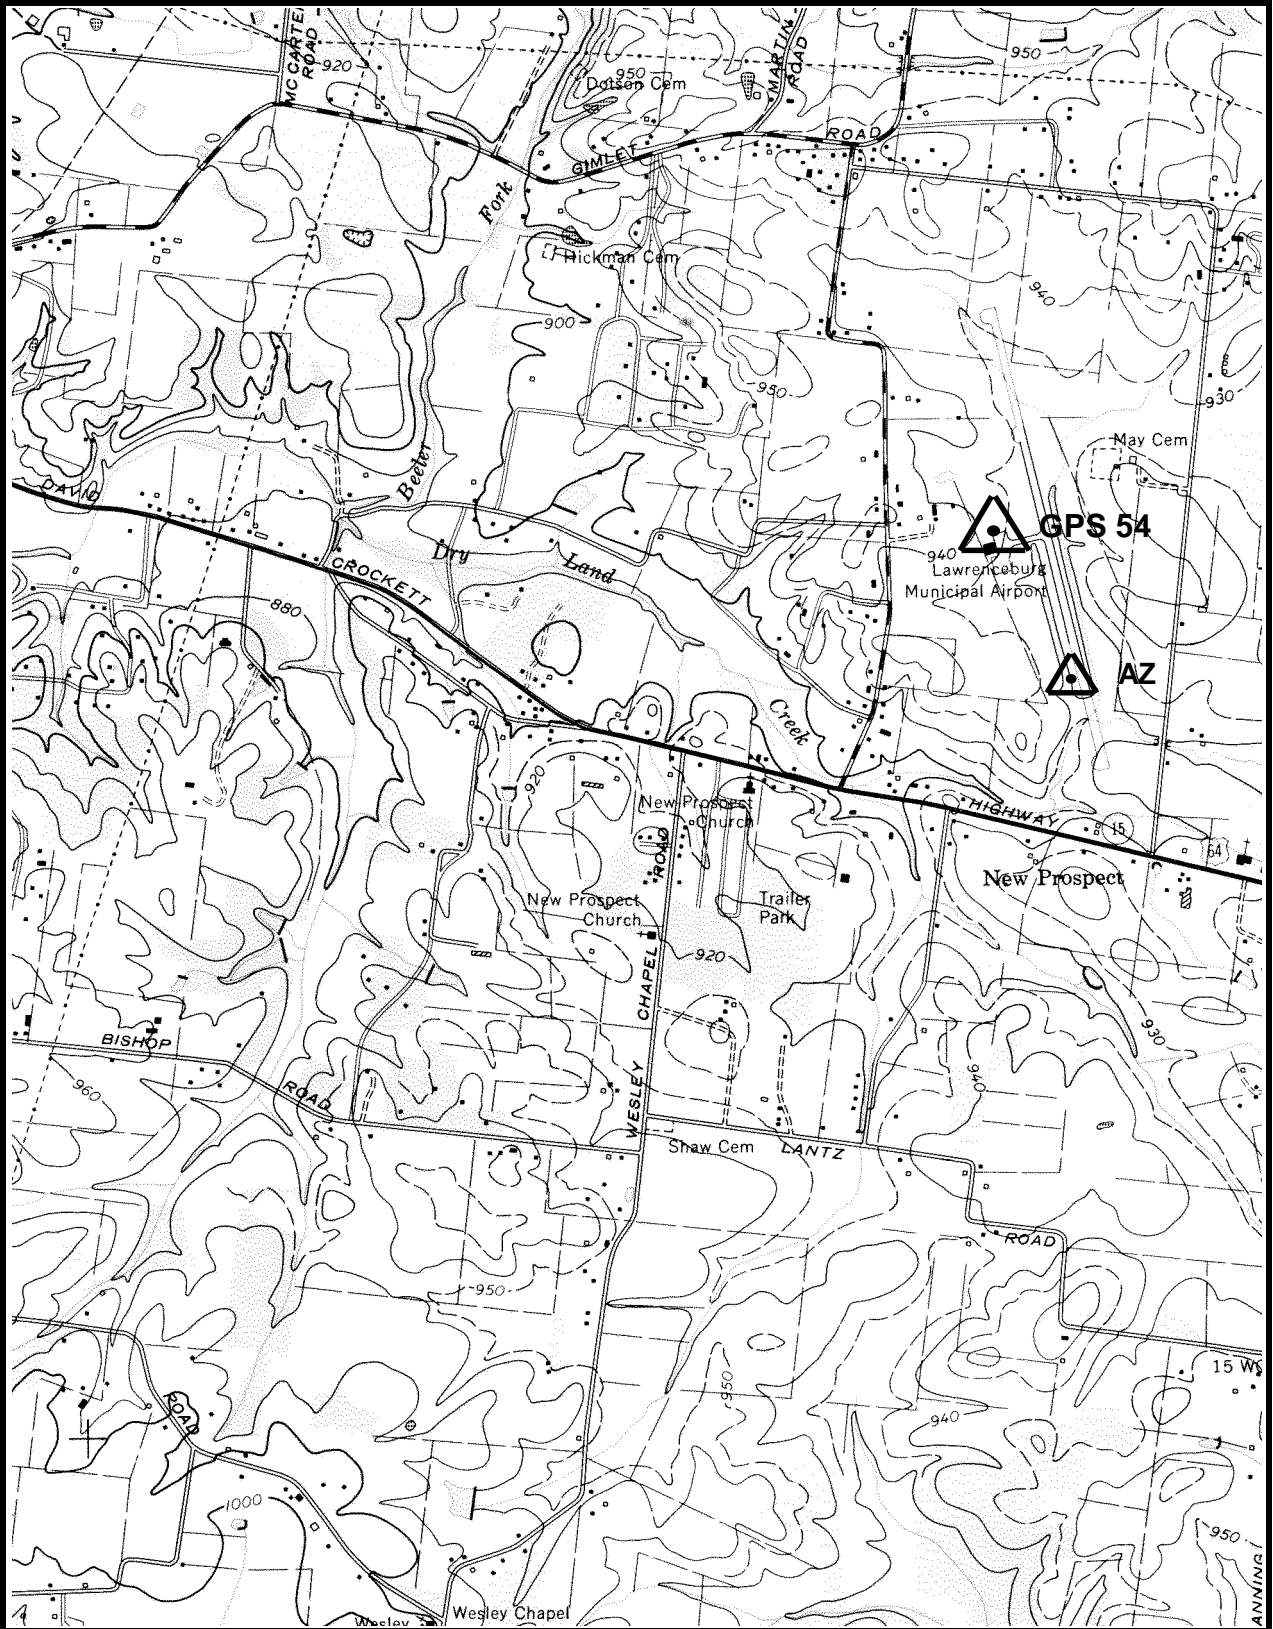 MCCARTER
ROAD
920
950
Dotson Cem
MARTIN
ROAD
950
GIMLET
ROAD
Fork
Hickman Cem
940
900
950
930
May Cem
Beeler
DAVID
GPS 54
Dry
Land
940
Lawrenceburg
Municipal Airport
CROCKETT
880
AZ
Creek
920
New Prospect
Church
HIGHWAY
15
64
ROAD
New Prospect
New Prospect
Church
Trailer
Park
920
CHAPEL
930
BISHOP
960
ROAD
WESLEY
940
Shaw Cem
LANTZ
ROAD
950
15
950
940
ROAD
1000
950
Wesley Chapel
Wesley